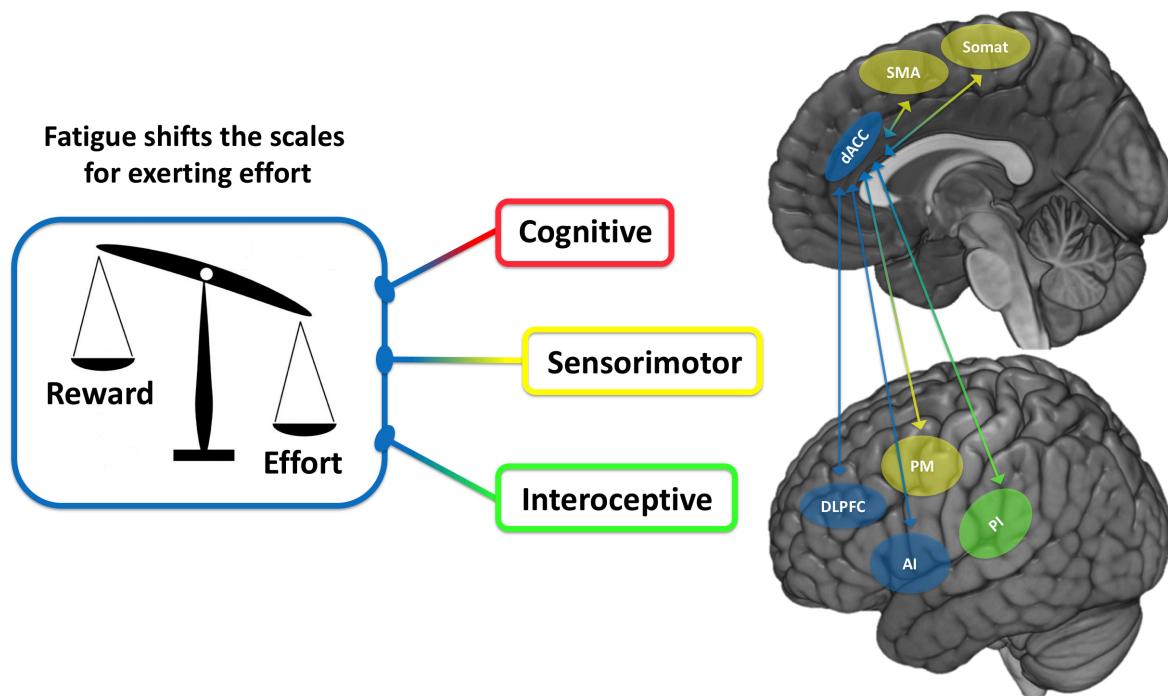 Fatigue shifts the scales
for exerting effort
Reward
Effort
Cognitive
Sensorimotor
Interoceptive
Somat
SMA
dACC
PM
DLPFC
PI
AI